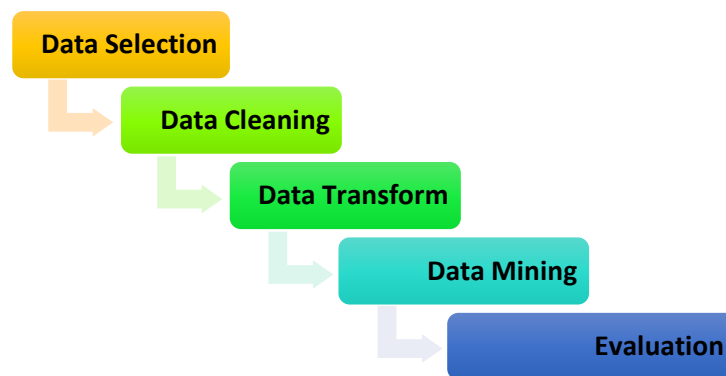 Data Selection
Data Cleaning
Data Transform
Data Mining
Evaluation